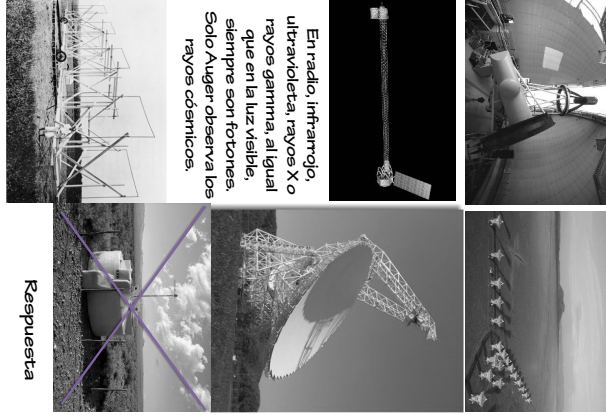 En radio, infrarrojo,
ultravioleta, rayos X o
rayos gamma, al igual
que en la luz visible,
siempre son fotones.
Solo Auger observa los
rayos cósmicos.
Respuesta